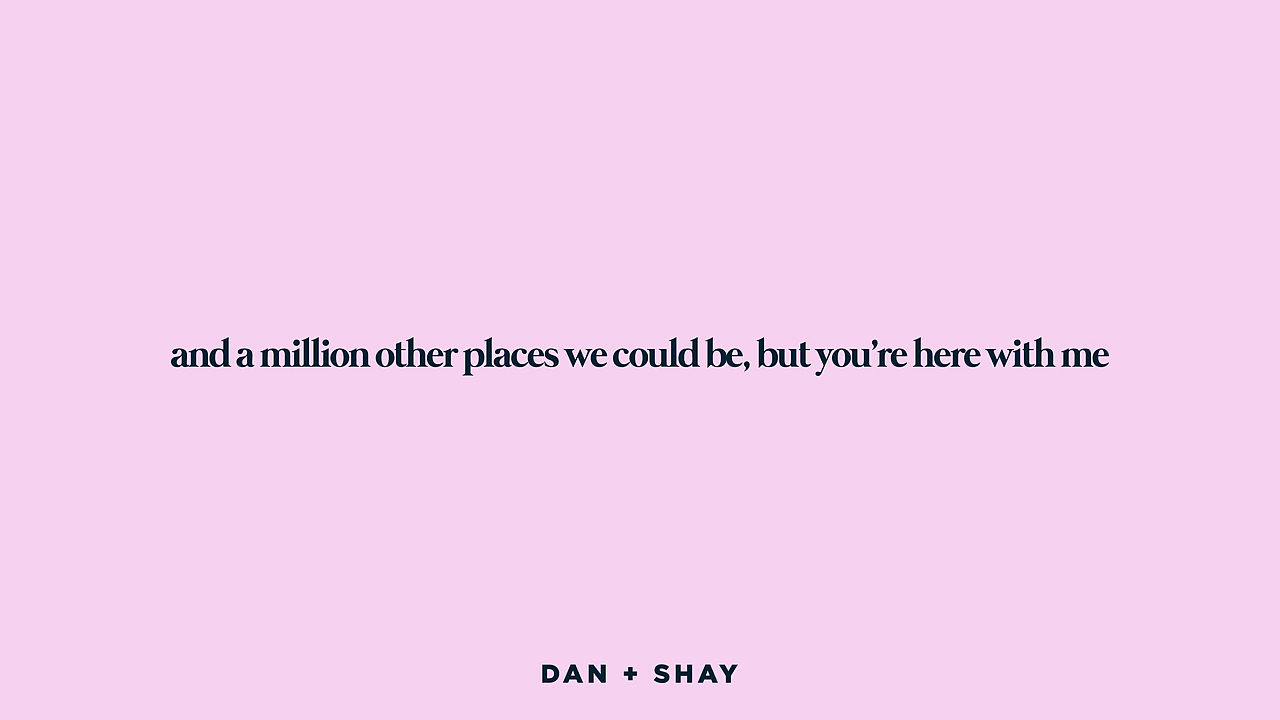 and a million other places we could be, but you’re here with me
DAN + SHAY